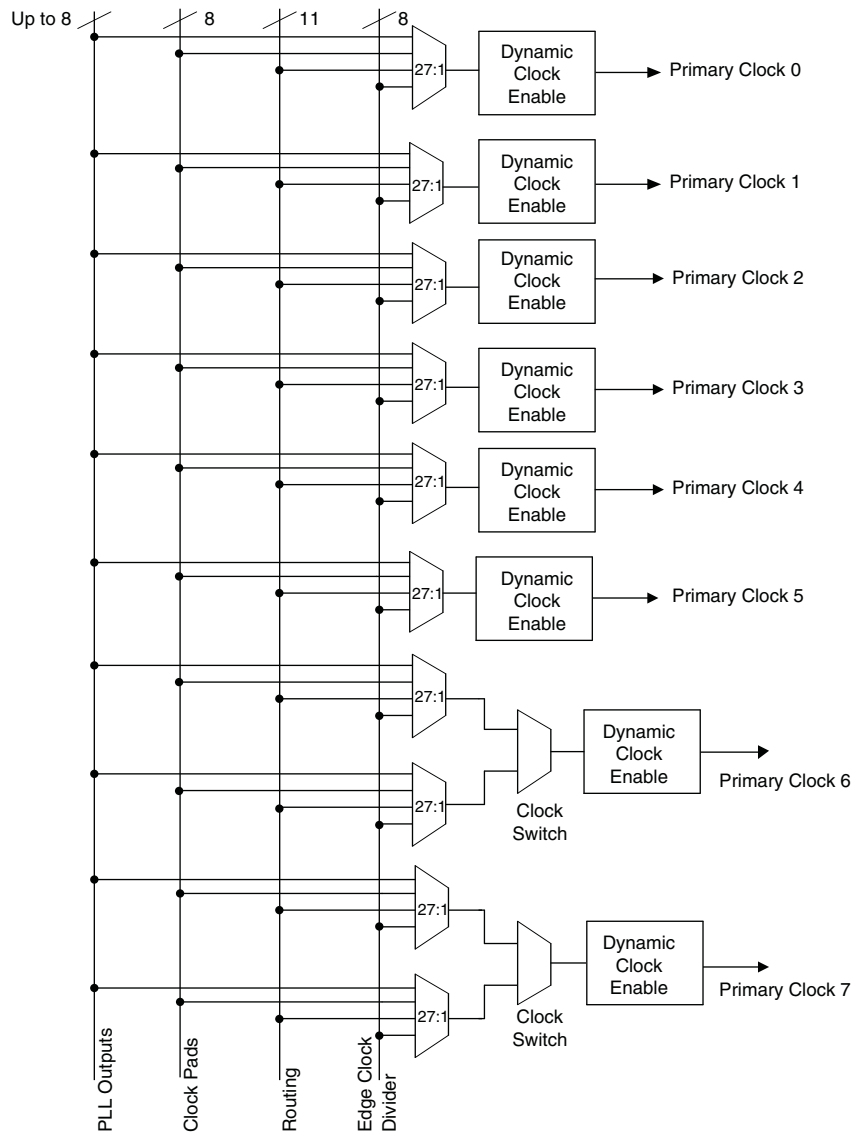 Up to 8
8
11
8
27:1
Dynamic
Clock
Enable
Primary Clock 0
27:1
Dynamic
Clock
Enable
Primary Clock 1
27:1
Dynamic
Clock
Enable
Primary Clock 2
27:1
Dynamic
Clock
Enable
Primary Clock 3
27:1
Dynamic
Clock
Enable
Primary Clock 4
27:1
Dynamic
Clock
Enable
Primary Clock 5
27:1
27:1
Clock
Switch
Dynamic
Clock
Enable
Primary Clock 6
27:1
27:1
Clock
Switch
Dynamic
Clock
Enable
Primary Clock 7
PLL Outputs
Clock Pads
Routing
Edge Clock
Divider